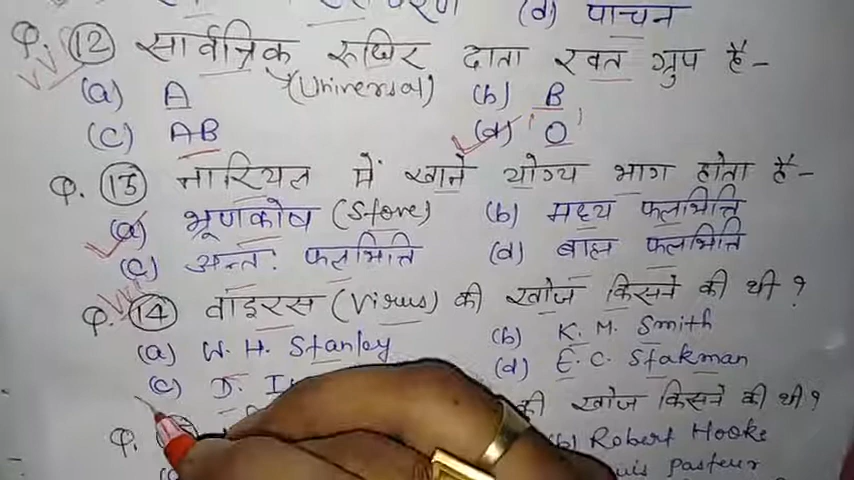 (d) पाचन
Q. (12) सार्वत्रिक रुधिर दाता रक्त ग्रुप है-
(Universal)
(a) A (b) B
(c) AB (d) O
Q. (13) नारियल में खाने योग्य भाग होता है-
(a) भ्रूणकोष (Store) (b) मध्य फलभित्ति
(c) अन्तः फलभित्ति (d) बाह्य फलभित्ति
Q. (14) वाइरस (Virus) की खोज किसने की थी ?
(a) W. H. Stanley (b) K. M. Smith
(c) D. (d) E. C. Stakman
Q. की खोज किसने की थी ?
(b) Robert Hooke
Pasteur